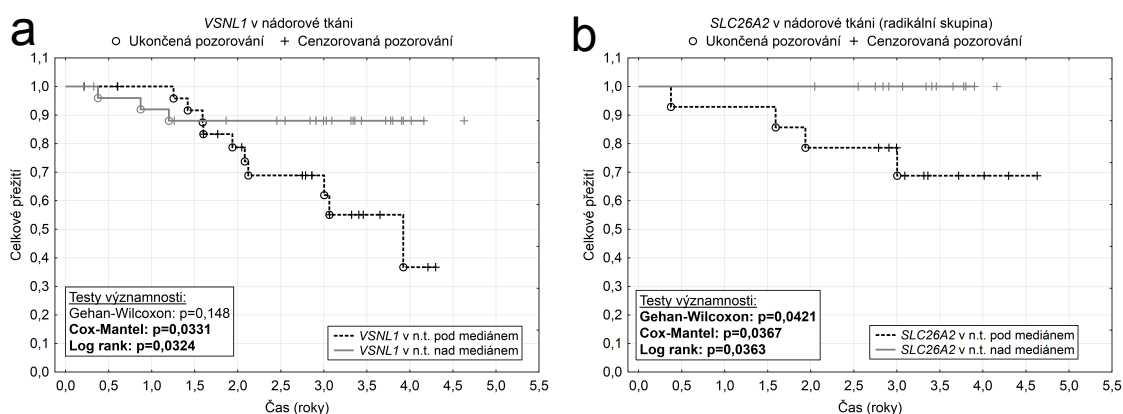 a
VSNL1 v nádorové tkáni
Ukončená pozorování + Cenzorovaná pozorování
1,1
1,0
0,9
0,8
0,7
0,6
0,5
0,4
0,3
0,2
0,1
0,0
Celkové přežití
Testy významnosti:
Gehan-Wilcoxon: p=0,148
Cox-Mantel: p=0,0331
Log rank: p=0,0324
VSNL1 v n.t. pod mediánem
VSNL1 v n.t. nad mediánem
0,0 0,5 1,0 1,5 2,0 2,5 3,0 3,5 4,0 4,5 5,0 5,5
Čas (roky)
b
SLC26A2 v nádorové tkáni (radikální skupina)
Ukončená pozorování + Cenzorovaná pozorování
1,1
1,0
0,9
0,8
0,7
0,6
0,5
0,4
0,3
0,2
0,1
0,0
Celkové přežití
Testy významnosti:
Gehan-Wilcoxon: p=0,0421
Cox-Mantel: p=0,0367
Log rank: p=0,0363
SLC26A2 v n.t. pod mediánem
SLC26A2 v n.t. nad mediánem
0,0 0,5 1,0 1,5 2,0 2,5 3,0 3,5 4,0 4,5 5,0 5,5
Čas (roky)